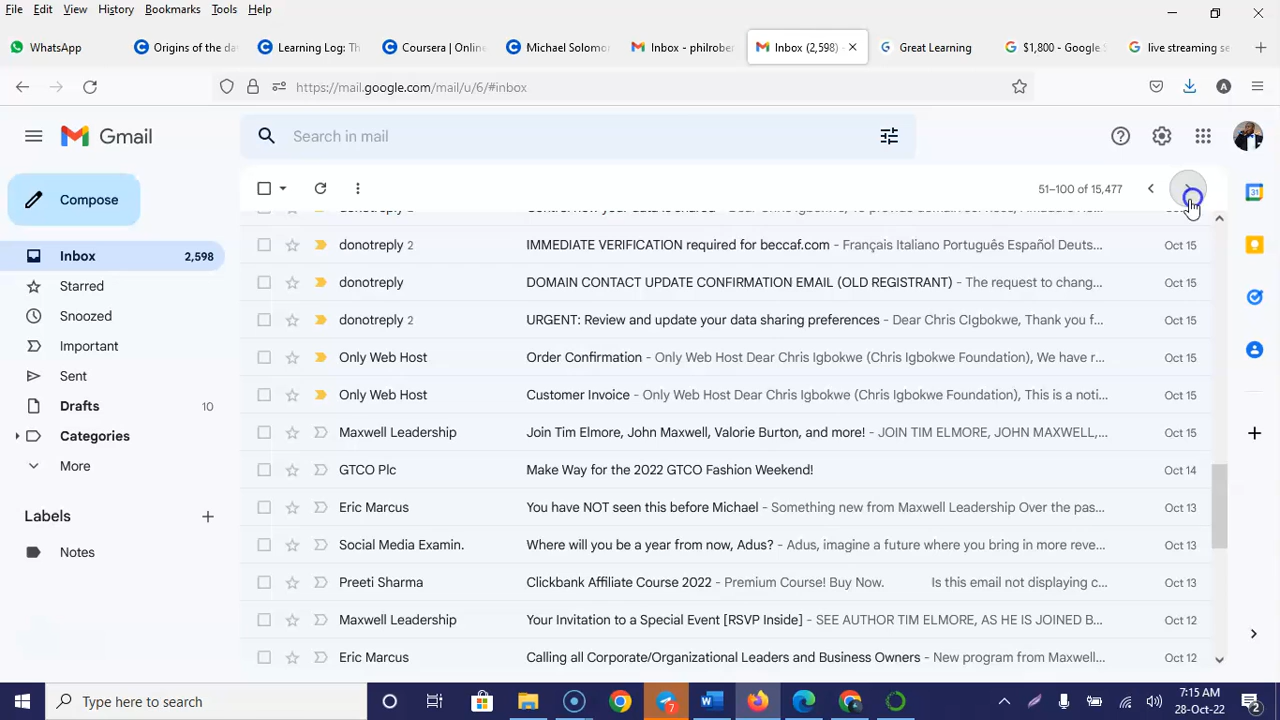 File Edit View History Bookmarks Tools Help
WhatsApp
Origins of the da
Learning Log: Th
Coursera | Online
Michael Solomo
Inbox - philrober
Inbox (2,598) -
Great Learning
$1,800 - Google S
live streaming se
https://mail.google.com/mail/u/6/#inbox
A
Gmail
Search in mail
Compose
51–100 of 15,477
31
Inbox 2,598
Starred
Snoozed
Important
Sent
Drafts 10
Categories
More
Labels
Notes
donotreply 2 IMMEDIATE VERIFICATION required for beccaf.com - Français Italiano Português Español Deuts... Oct 15
donotreply DOMAIN CONTACT UPDATE CONFIRMATION EMAIL (OLD REGISTRANT) - The request to chang... Oct 15
donotreply 2 URGENT: Review and update your data sharing preferences - Dear Chris CIgbokwe, Thank you f... Oct 15
Only Web Host Order Confirmation - Only Web Host Dear Chris Igbokwe (Chris Igbokwe Foundation), We have r... Oct 15
Only Web Host Customer Invoice - Only Web Host Dear Chris Igbokwe (Chris Igbokwe Foundation), This is a noti... Oct 15
Maxwell Leadership Join Tim Elmore, John Maxwell, Valorie Burton, and more! - JOIN TIM ELMORE, JOHN MAXWELL,... Oct 15
GTCO Plc Make Way for the 2022 GTCO Fashion Weekend! Oct 14
Eric Marcus You have NOT seen this before Michael - Something new from Maxwell Leadership Over the pas... Oct 13
Social Media Examin. Where will you be a year from now, Adus? - Adus, imagine a future where you bring in more reve... Oct 13
Preeti Sharma Clickbank Affiliate Course 2022 - Premium Course! Buy Now. Is this email not displaying c... Oct 13
Maxwell Leadership Your Invitation to a Special Event [RSVP Inside] - SEE AUTHOR TIM ELMORE, AS HE IS JOINED B... Oct 12
Eric Marcus Calling all Corporate/Organizational Leaders and Business Owners - New program from Maxwell... Oct 12
Type here to search
7:15 AM
28-Oct-22
2